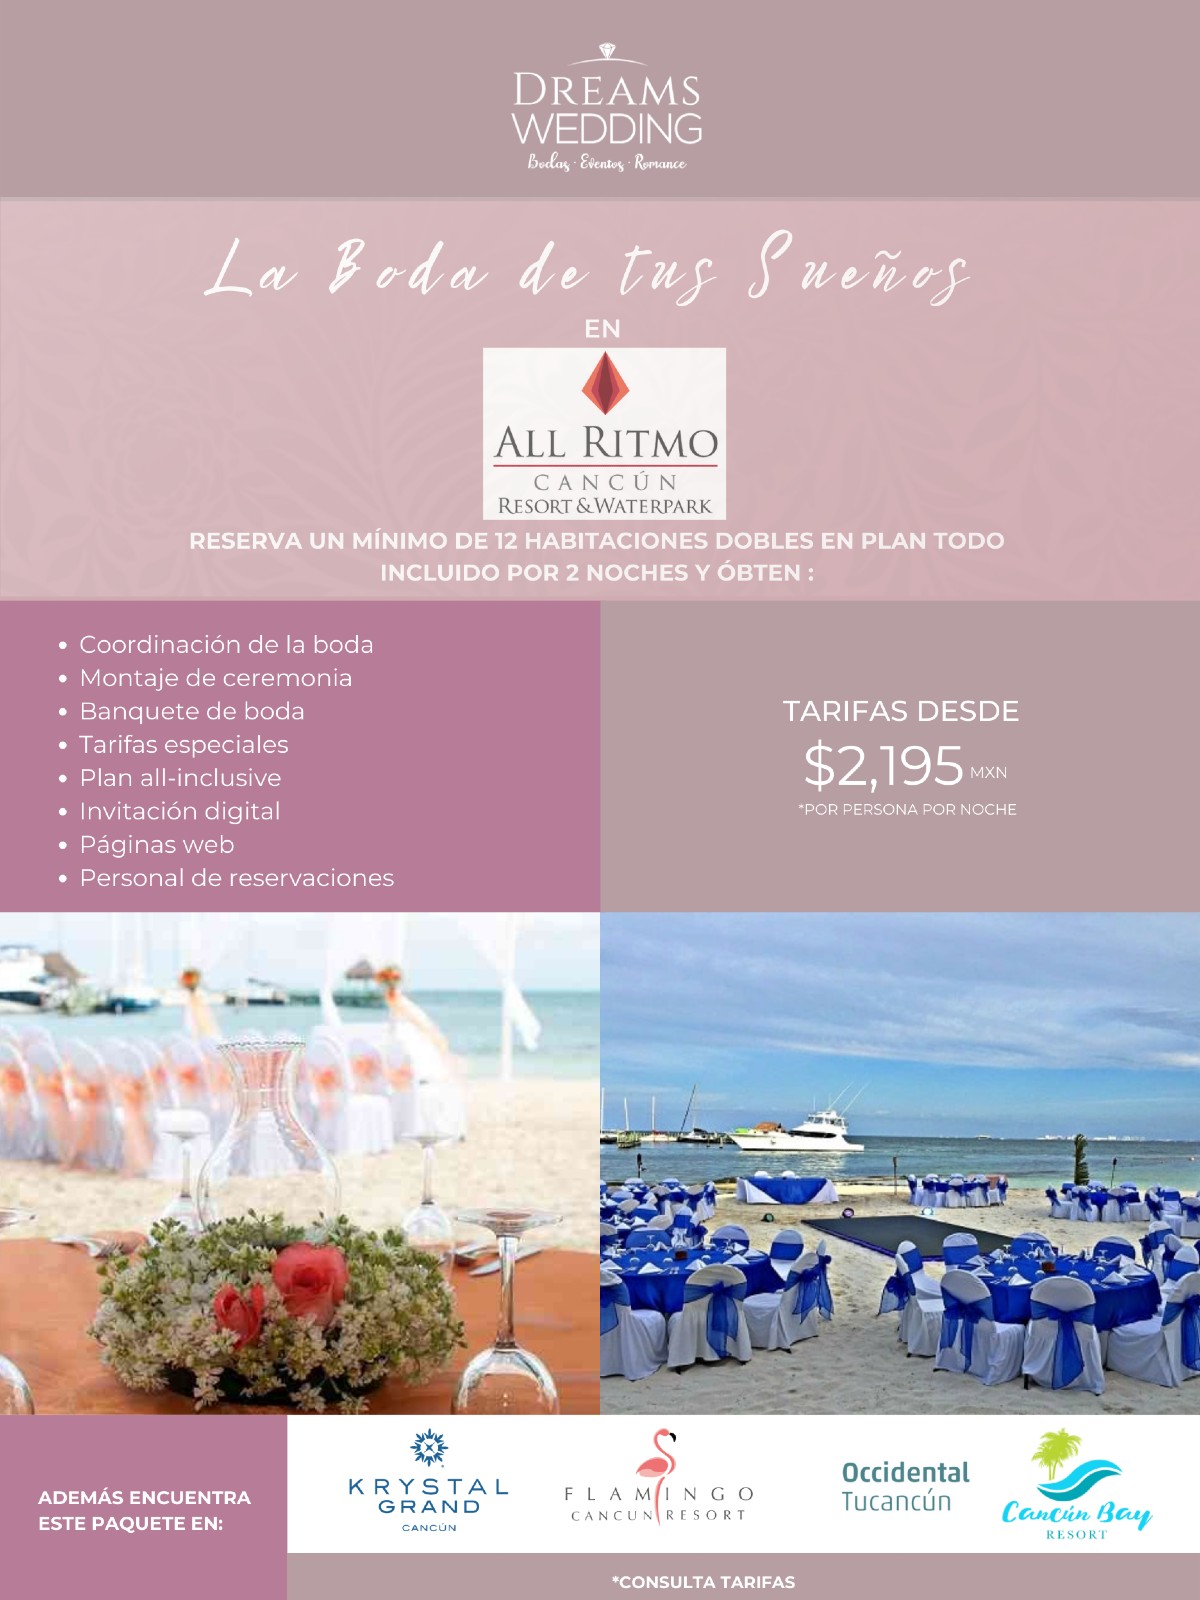 DREAMS
WEDDING
Bodas · Eventos · Romance
La Boda de tus Sueños
EN
ALL RITMO
CANCÚN
RESORT & WATERPARK
RESERVA UN MÍNIMO DE 12 HABITACIONES DOBLES EN PLAN TODO
INCLUIDO POR 2 NOCHES Y ÓBTEN :
• Coordinación de la boda
• Montaje de ceremonia
• Banquete de boda
• Tarifas especiales
• Plan all-inclusive
• Invitación digital
• Páginas web
• Personal de reservaciones
TARIFAS DESDE
$2,195 MXN
*POR PERSONA POR NOCHE
ADEMÁS ENCUENTRA
ESTE PAQUETE EN:
KRYSTAL
GRAND
CANCÚN
FLAMINGO
CANCUN RESORT
Occidental
Tucancún
Cancún Bay
RESORT
*CONSULTA TARIFAS